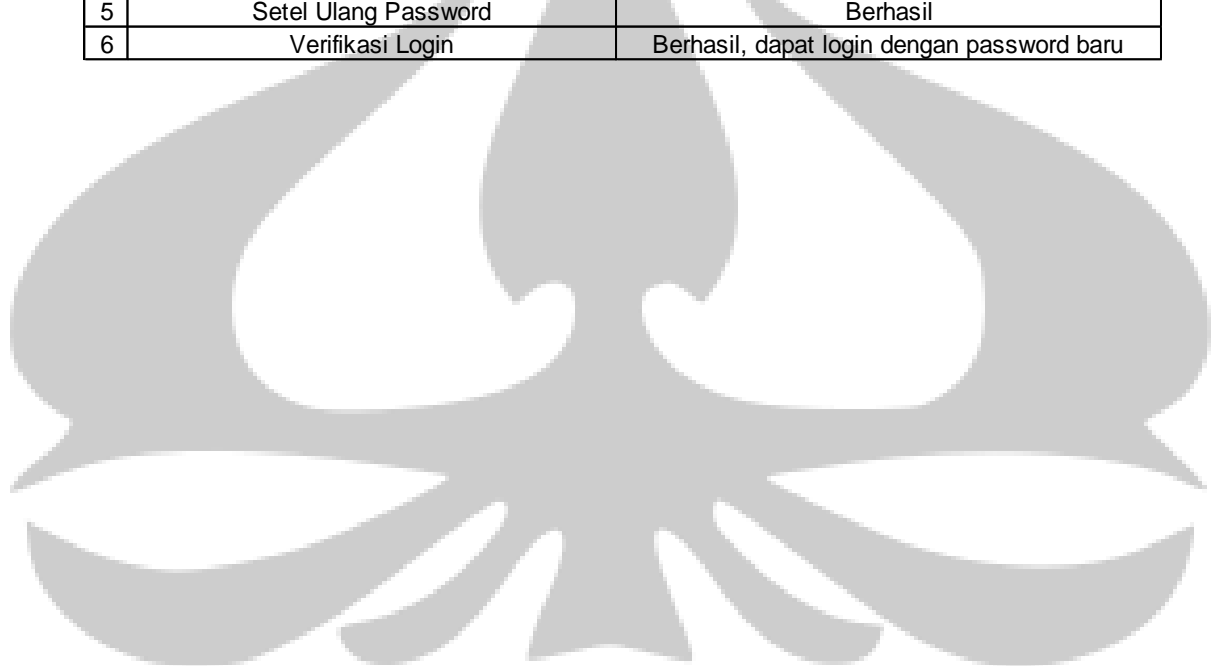 5 Setel Ulang Password Berhasil
6 Verifikasi Login Berhasil, dapat login dengan password baru